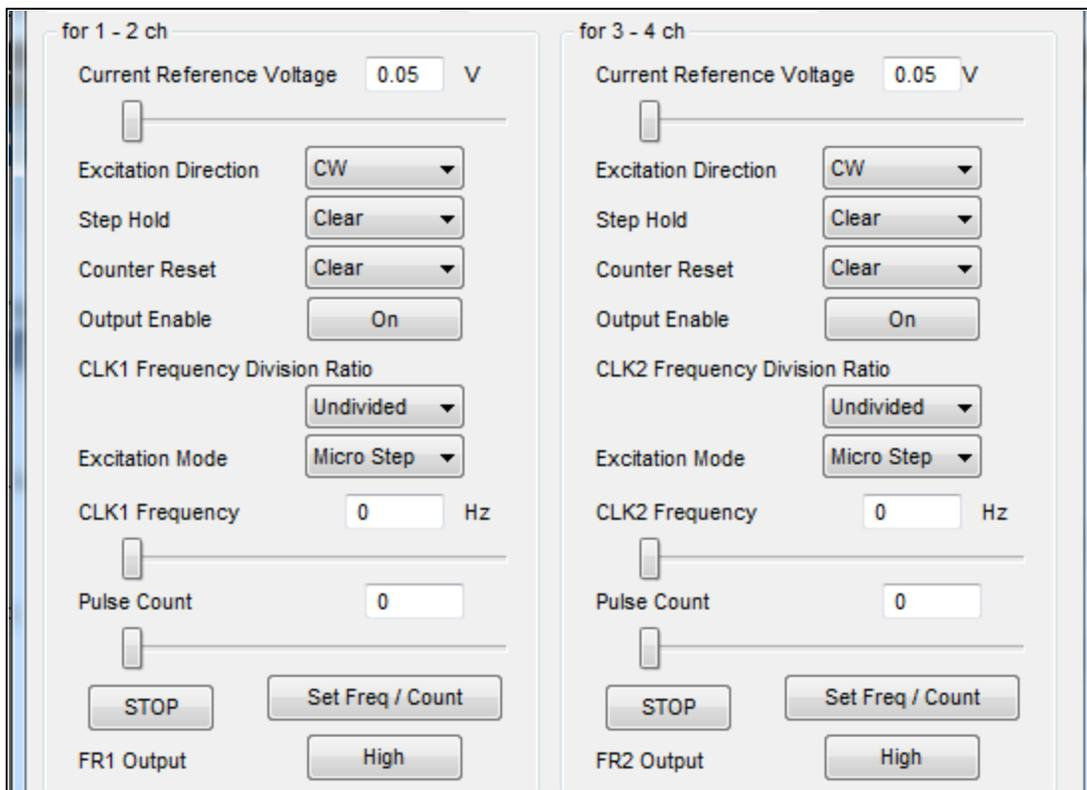 for 1 - 2 ch
Current Reference Voltage 0.05 V
Excitation Direction CW
Step Hold Clear
Counter Reset Clear
Output Enable On
CLK1 Frequency Division Ratio
Undivided
Excitation Mode Micro Step
CLK1 Frequency 0 Hz
Pulse Count 0
STOP Set Freq / Count
FR1 Output High
for 3 - 4 ch
Current Reference Voltage 0.05 V
Excitation Direction CW
Step Hold Clear
Counter Reset Clear
Output Enable On
CLK2 Frequency Division Ratio
Undivided
Excitation Mode Micro Step
CLK2 Frequency 0 Hz
Pulse Count 0
STOP Set Freq / Count
FR2 Output High